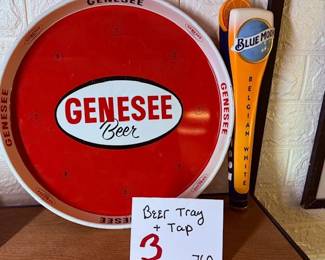 GENESEE
GENESEE
GENESEE
GENESEE
Beer
BLUE MOON
BELGIAN WHITE
Beer Tray
+ Tap
3